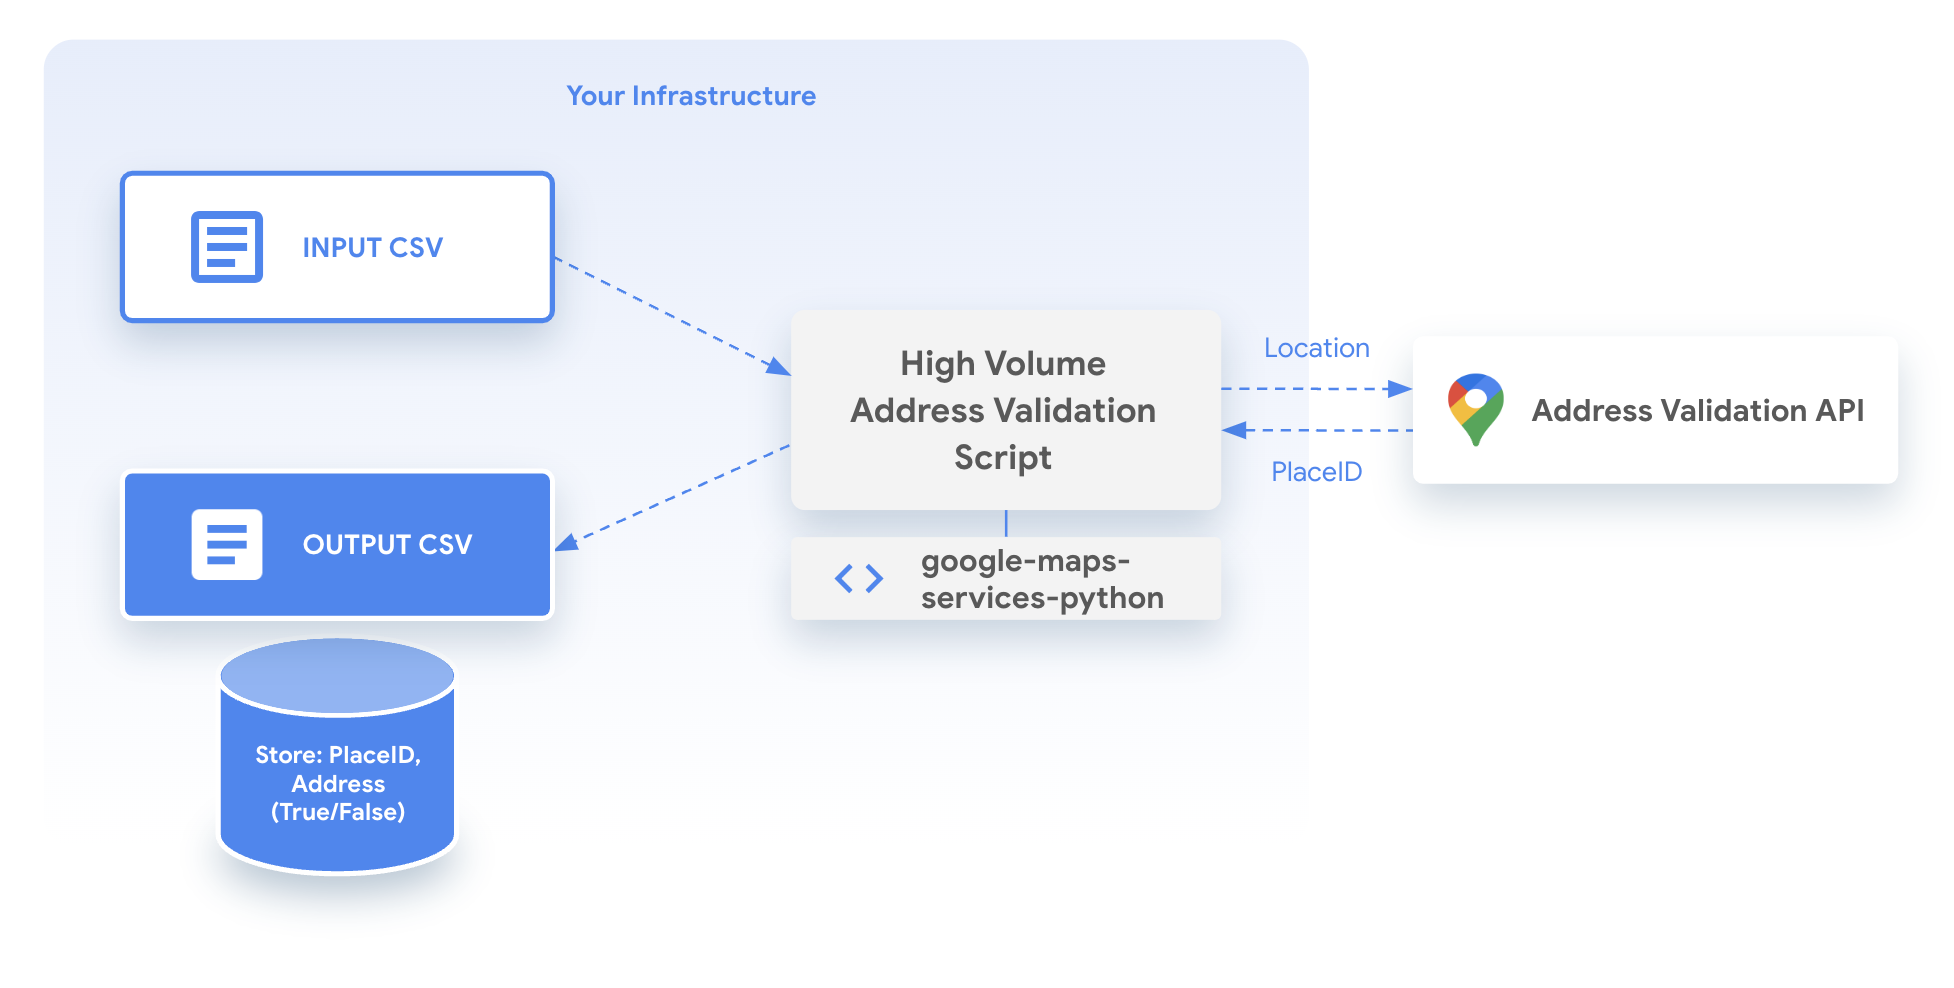 Your Infrastructure
INPUT CSV
High Volume
Address Validation
Script
Location
PlaceID
Address Validation API
google-maps-
services-python
OUTPUT CSV
Store: PlaceID,
Address
(True/False)